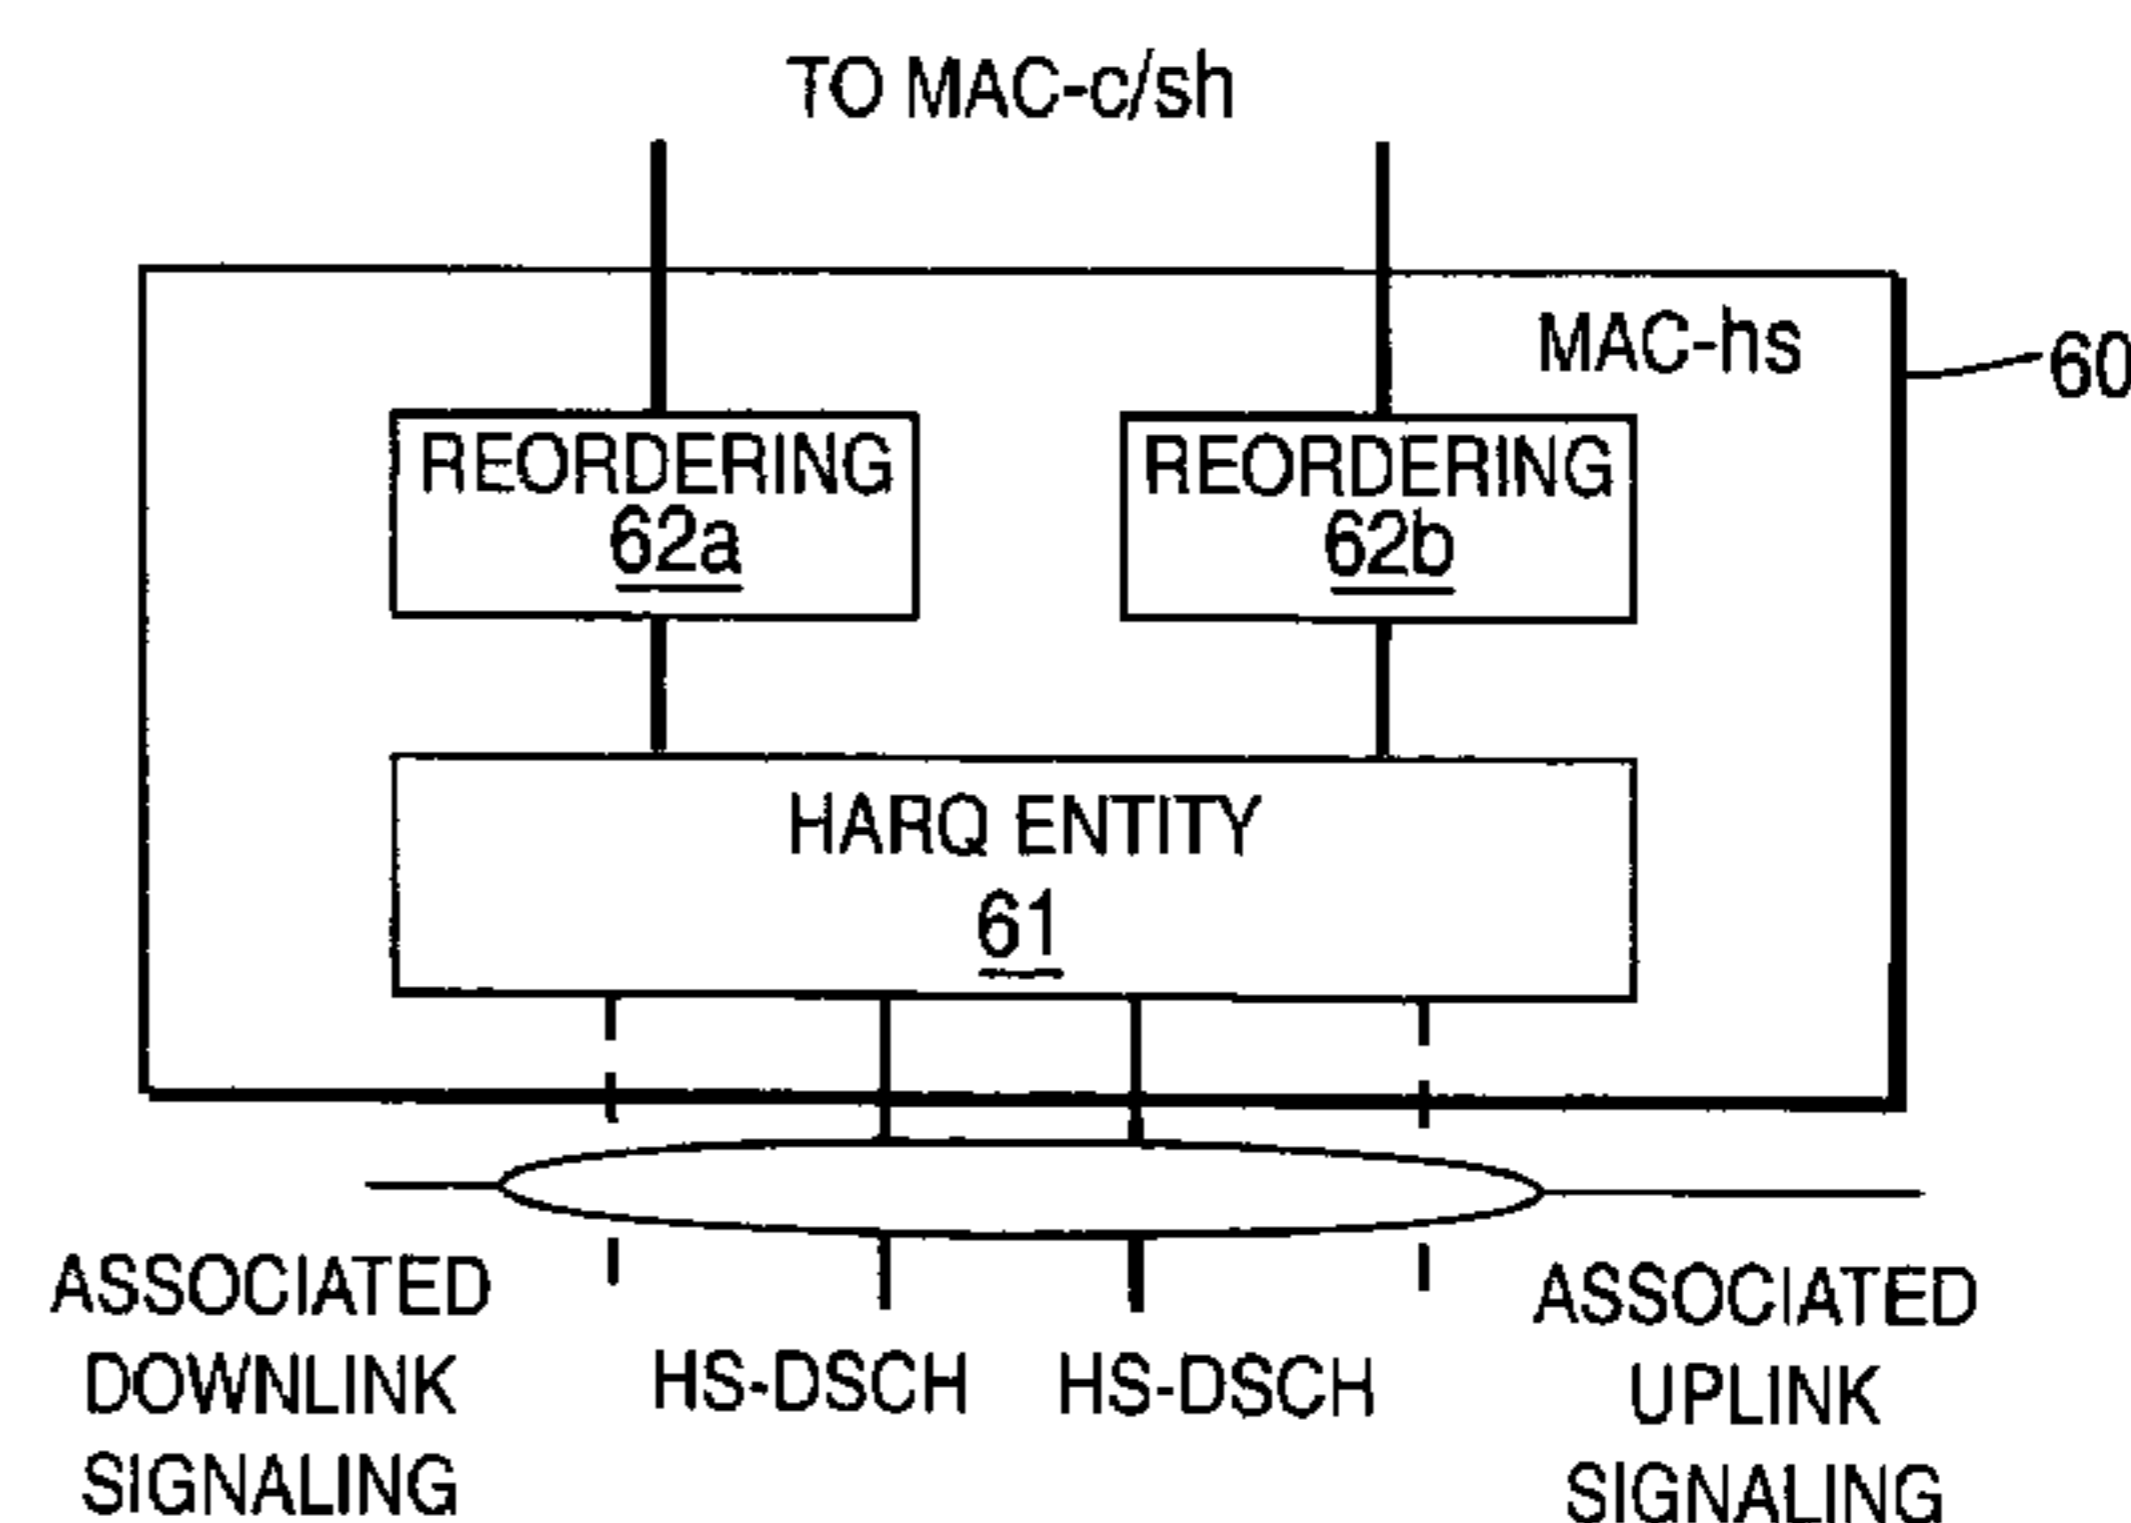 TO MAC-c/sh
MAC-hs
60
REORDERING
62a
REORDERING
62b
HARQ ENTITY
61
ASSOCIATED
DOWNLINK
SIGNALING
HS-DSCH
HS-DSCH
ASSOCIATED
UPLINK
SIGNALING